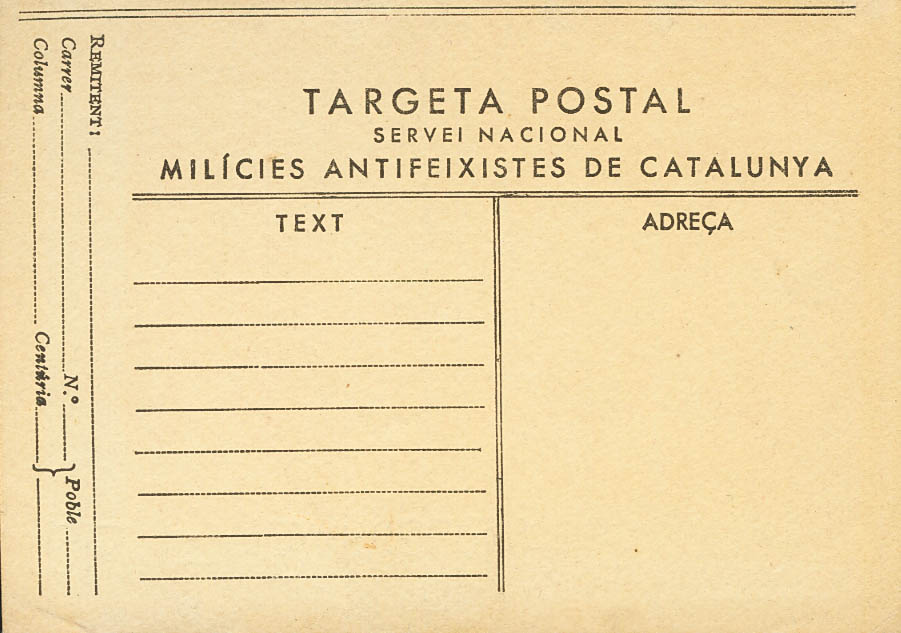 TARGETA POSTAL
SERVEI NACIONAL
MILÍCIES ANTIFEIXISTES DE CATALUNYA
TEXT
ADREÇA
REMITENT:
Carrer N.º Poble
Columna Centúria